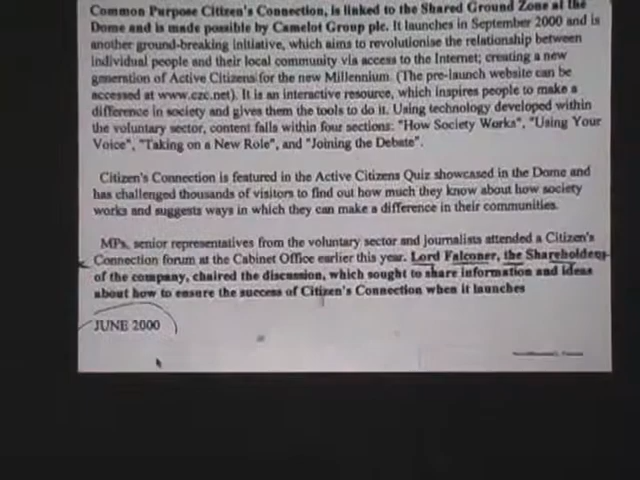 Common Purpose Citizen's Connection, is linked to the Shared Ground Zone at the
Dome and is made possible by Camelot Group plc. It launches in September 2000 and is
another ground-breaking initiative, which aims to revolutionise the relationship between
individual people and their local community via access to the Internet; creating a new
generation of Active Citizens for the new Millennium. (The pre-launch website can be
accessed at www.czc.net). It is an interactive resource, which inspires people to make a
difference in society and gives them the tools to do it. Using technology developed within
the voluntary sector, content falls within four sections: "How Society Works", "Using Your
Voice", "Taking on a New Role", and "Joining the Debate".
Citizen's Connection is featured in the Active Citizens Quiz showcased in the Dome and
has challenged thousands of visitors to find out how much they know about how society
works and suggests ways in which they can make a difference in their communities.
MPs, senior representatives from the voluntary sector and journalists attended a Citizen's
Connection forum at the Cabinet Office earlier this year. Lord Falconer, the Shareholder
of the company, chaired the discussion, which sought to share information and ideas
about how to ensure the success of Citizen's Connection when it launches
JUNE 2000